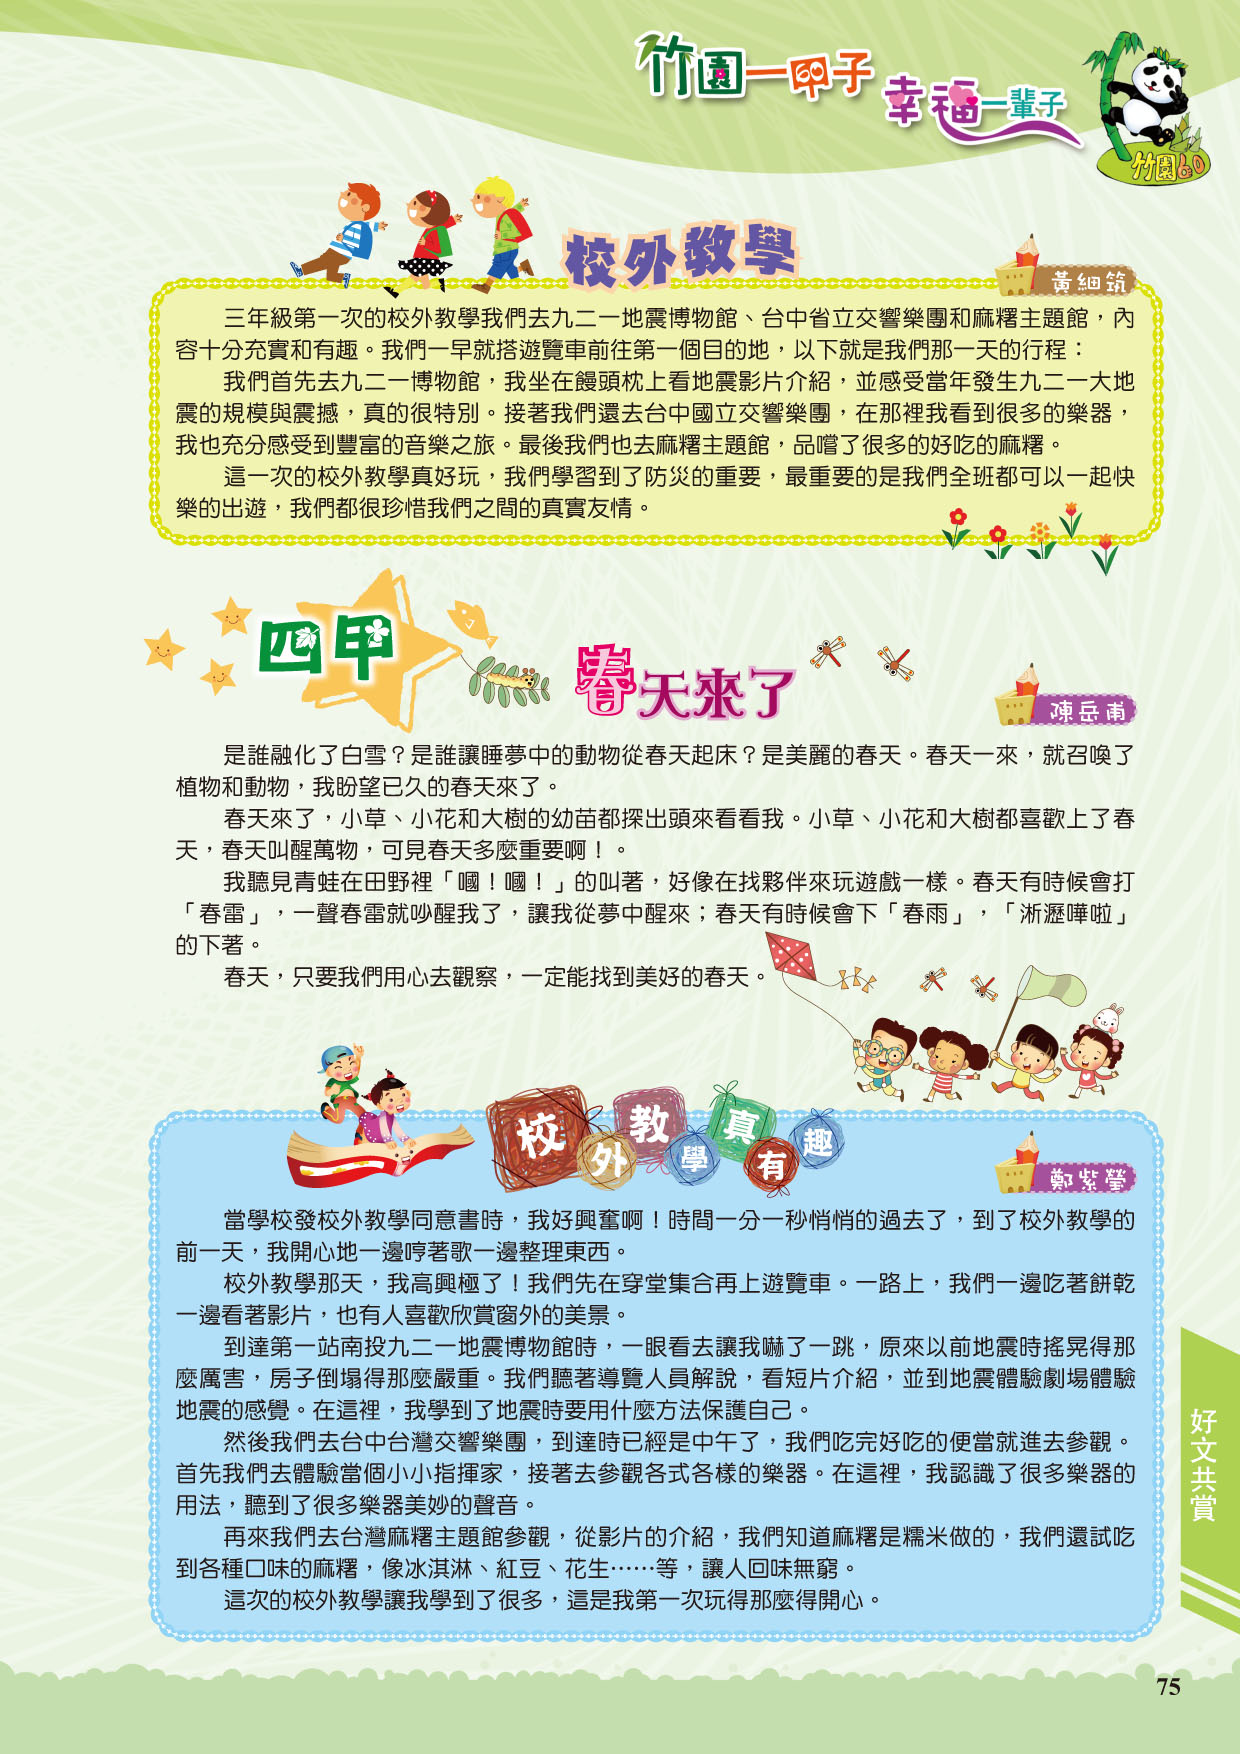 竹園一甲子
幸福一輩子
竹園60
校外教學
黃細筑
三年級第一次的校外教學我們去九二一地震博物館、台中省立交響樂團和麻糬主題館，內
容十分充實和有趣。我們一早就搭遊覽車前往第一個目的地，以下就是我們那一天的行程：
我們首先去九二一博物館，我坐在饅頭枕上看地震影片介紹，並感受當年發生九二一大地
震的規模與震撼，真的很特別。接著我們還去台中國立交響樂團，在那裡我看到很多的樂器，
我也充分感受到豐富的音樂之旅。最後我們也去麻糬主題館，品嚐了很多的好吃的麻糬。
這一次的校外教學真好玩，我們學習到了防災的重要，最重要的是我們全班都可以一起快
樂的出遊，我們都很珍惜我們之間的真實友情。
四甲
春天來了
陳岳甫
是誰融化了白雪？是誰讓睡夢中的動物從春天起床？是美麗的春天。春天一來，就召喚了
植物和動物，我盼望已久的春天來了。
春天來了，小草、小花和大樹的幼苗都探出頭來看看我。小草、小花和大樹都喜歡上了春
天，春天叫醒萬物，可見春天多麼重要啊！。
我聽見青蛙在田野裡「嘓！嘓！」的叫著，好像在找夥伴來玩遊戲一樣。春天有時候會打
「春雷」，一聲春雷就吵醒我了，讓我從夢中醒來；春天有時候會下「春雨」，「淅瀝嘩啦」
的下著。
春天，只要我們用心去觀察，一定能找到美好的春天。
校外教學真有趣
鄭紫瑩
當學校發校外教學同意書時，我好興奮啊！時間一分一秒悄悄的過去了，到了校外教學的
前一天，我開心地一邊哼著歌一邊整理東西。
校外教學那天，我高興極了！我們先在穿堂集合再上遊覽車。一路上，我們一邊吃著餅乾
一邊看著影片，也有人喜歡欣賞窗外的美景。
到達第一站南投九二一地震博物館時，一眼看去讓我嚇了一跳，原來以前地震時搖晃得那
麼厲害，房子倒塌得那麼嚴重。我們聽著導覽人員解說，看短片介紹，並到地震體驗劇場體驗
地震的感覺。在這裡，我學到了地震時要用什麼方法保護自己。
然後我們去台中台灣交響樂團，到達時已經是中午了，我們吃完好吃的便當就進去參觀。
首先我們去體驗當個小小指揮家，接著去參觀各式各樣的樂器。在這裡，我認識了很多樂器的
用法，聽到了很多樂器美妙的聲音。
再來我們去台灣麻糬主題館參觀，從影片的介紹，我們知道麻糬是糯米做的，我們還試吃
到各種口味的麻糬，像冰淇淋、紅豆、花生……等，讓人回味無窮。
這次的校外教學讓我學到了很多，這是我第一次玩得那麼得開心。
好文共賞
75